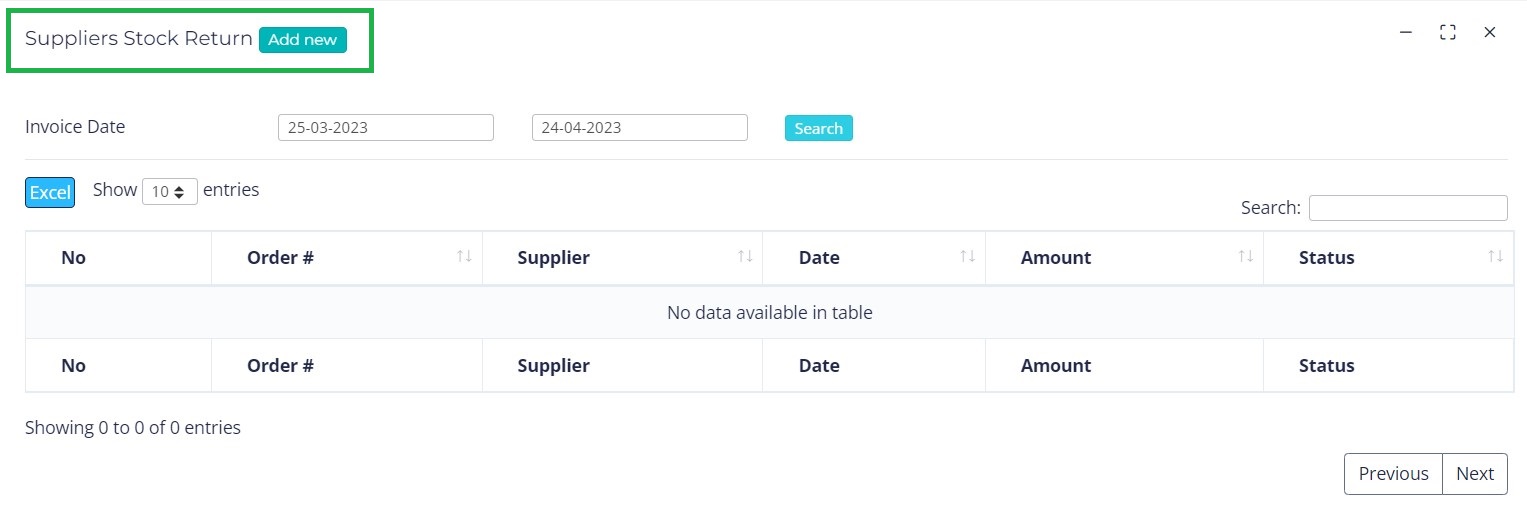 Suppliers Stock Return Add new
Invoice Date 25-03-2023 24-04-2023 Search
Excel Show 10 entries
Search:
No Order # Supplier Date Amount Status
No data available in table
No Order # Supplier Date Amount Status
Showing 0 to 0 of 0 entries
Previous Next